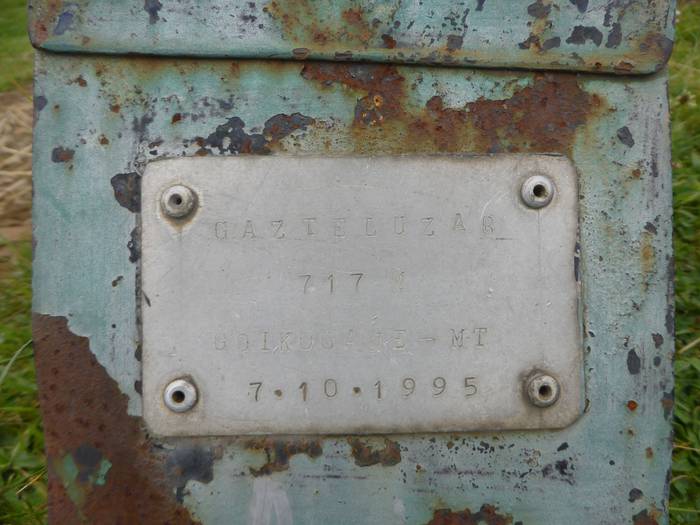 GAZTELUZAR
717 M
GOIKOGANE-MT
7·10·1995